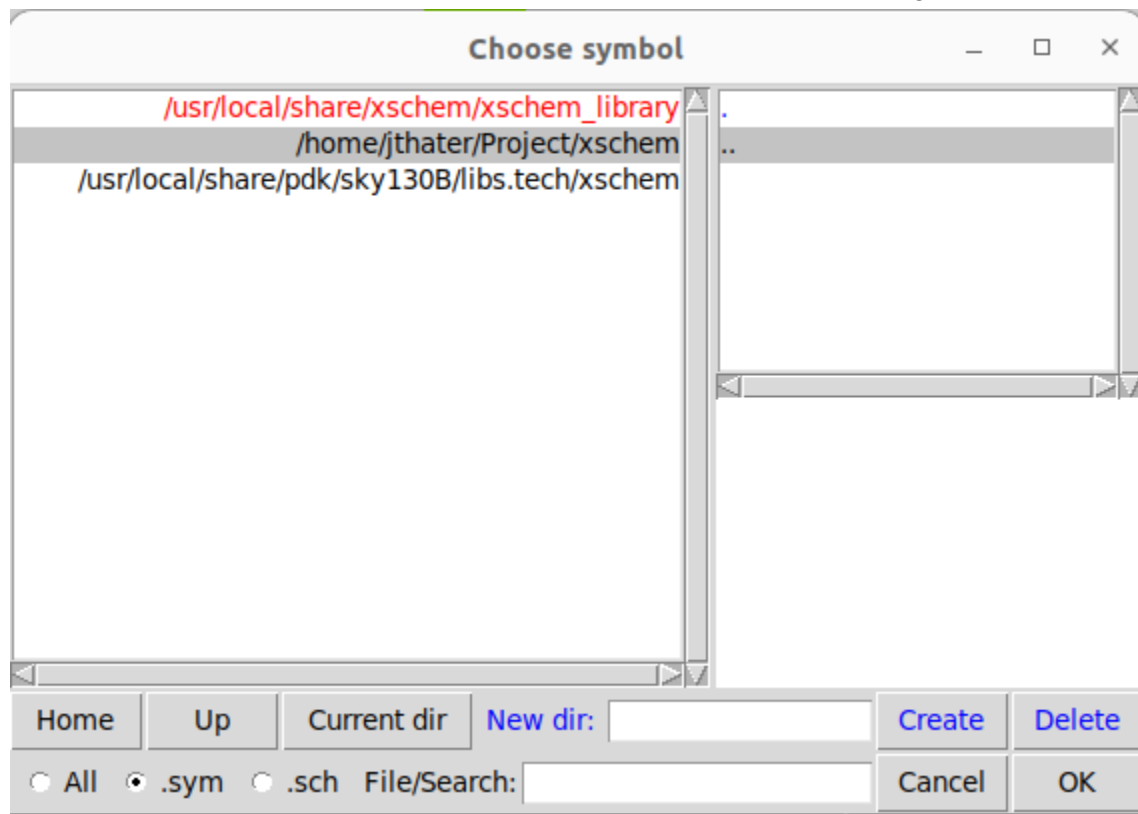 Choose symbol
/usr/local/share/xschem/xschem_library
/home/jthater/Project/xschem
/usr/local/share/pdk/sky130B/libs.tech/xschem
.
..
Home Up Current dir New dir: Create Delete
All .sym .sch File/Search: Cancel OK